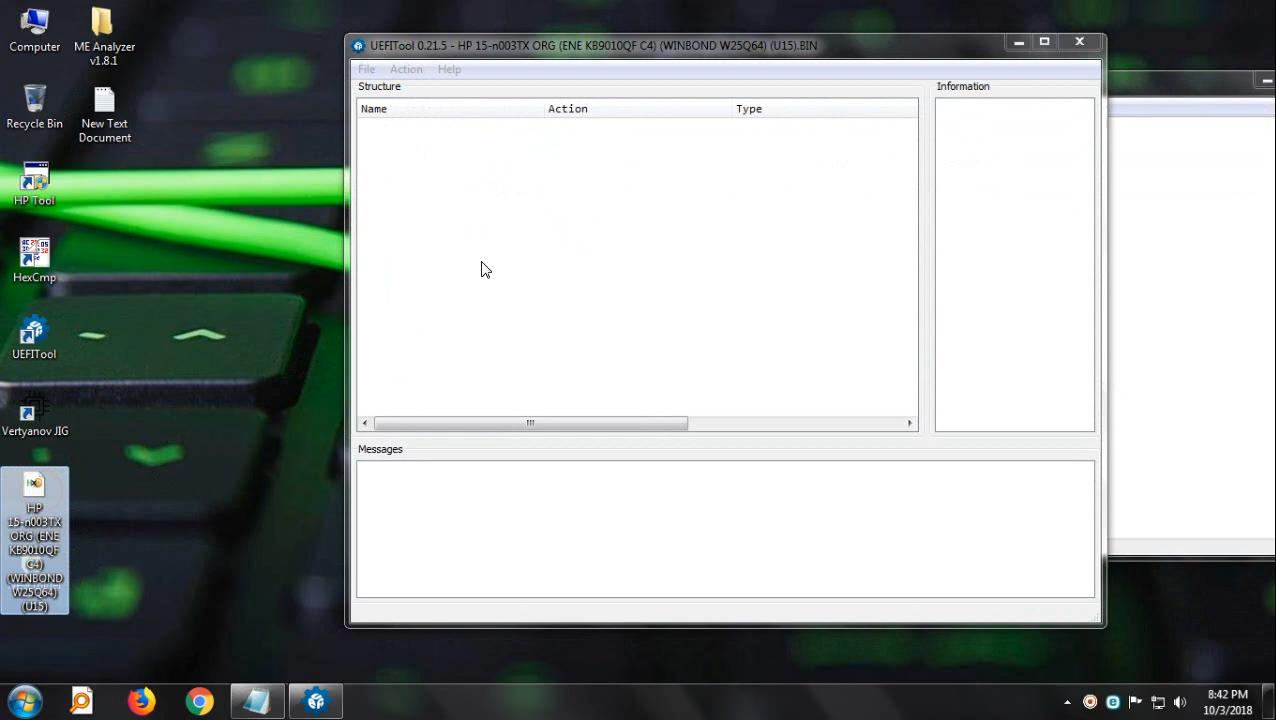 Computer
ME Analyzer
v1.8.1
Recycle Bin
New Text
Document
HP Tool
HexCmp
UEFITool
Vertyanov JIG
HP
15-n003TX
ORG (ENE
KB9010QF
C4)
(WINBOND
W25Q64)
(U15)
UEFITool 0.21.5 - HP 15-n003TX ORG (ENE KB9010QF C4) (WINBOND W25Q64) (U15).BIN
File Action Help
Structure
Information
Name Action Type
Messages
8:42 PM
10/3/2018